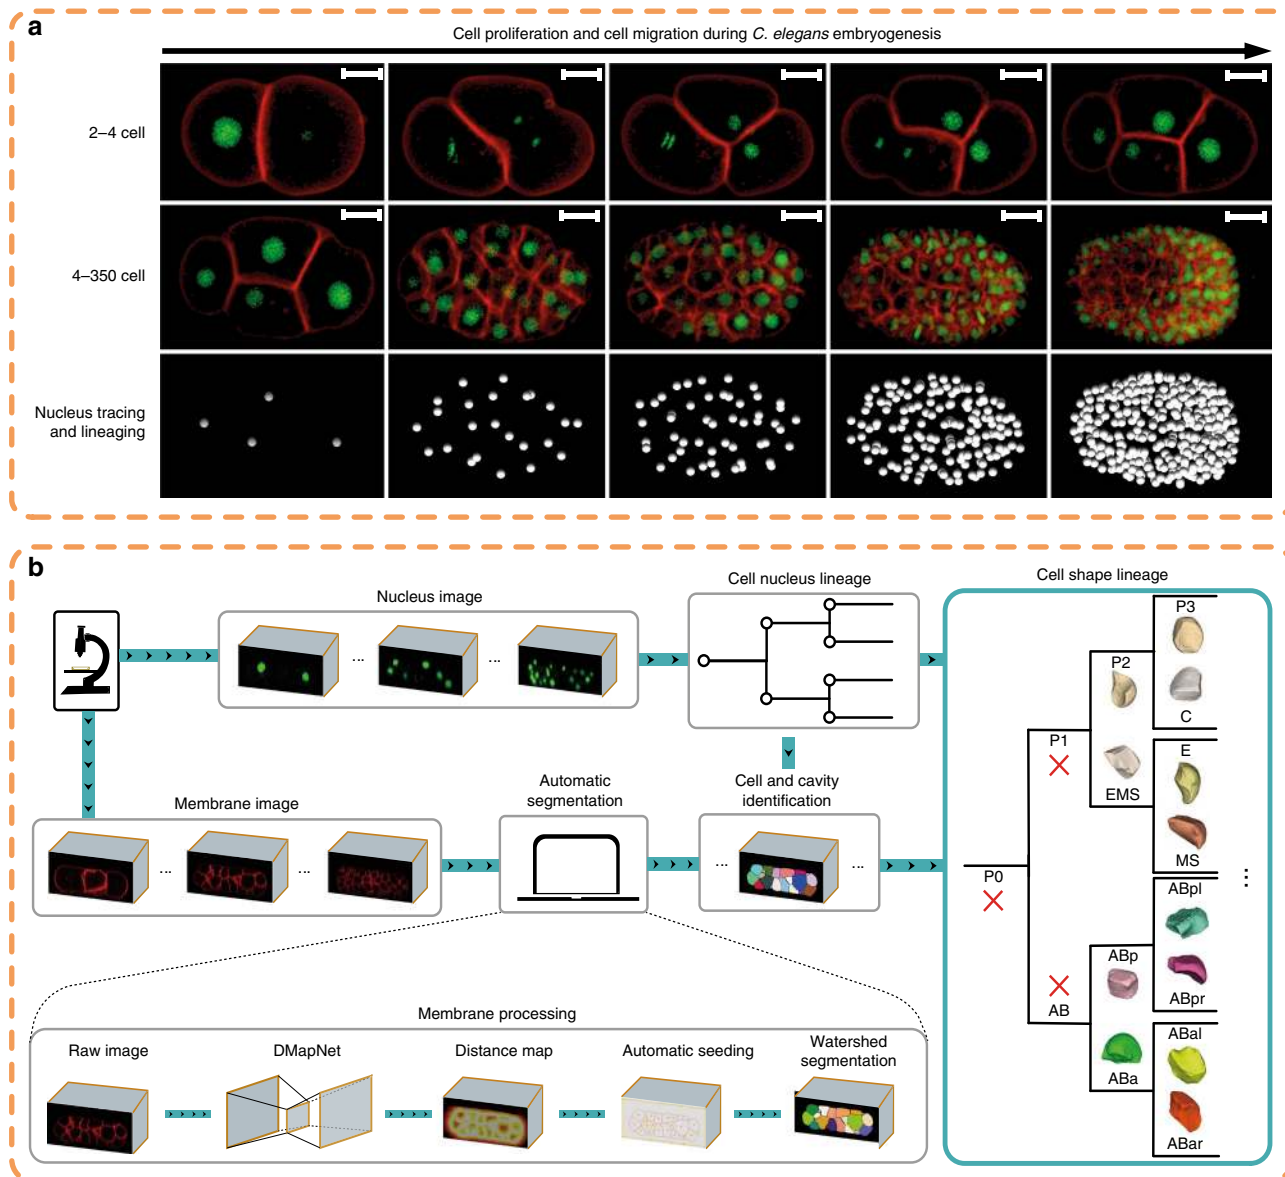 a
Cell proliferation and cell migration during C. elegans embryogenesis
2–4 cell
4–350 cell
Nucleus tracing
and lineaging
b
Nucleus image
Cell nucleus lineage
Cell shape lineage
...
...
Membrane image
Automatic
segmentation
Cell and cavity
identification
...
...
...
...
P3
P2
C
P1
E
EMS
MS
P0
ABpl
ABp
ABpr
AB
ABal
ABa
ABar
...
Membrane processing
Raw image
DMapNet
Distance map
Automatic seeding
Watershed
segmentation